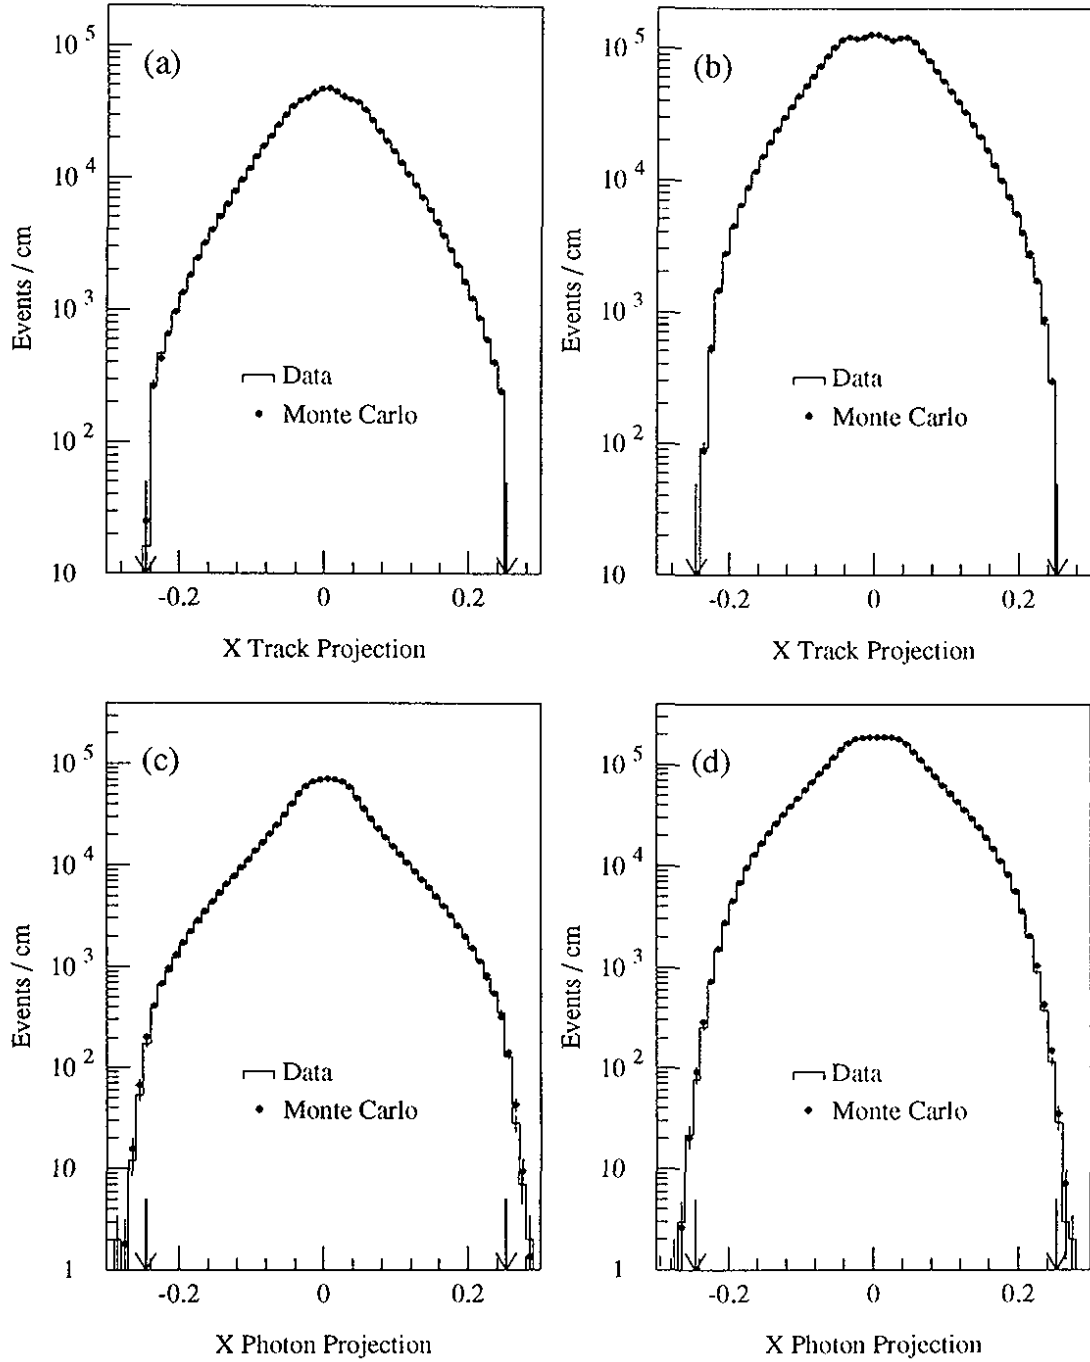 (a)
10^5
10^4
10^3
10^2
10
Events / cm
Data
Monte Carlo
-0.2 0 0.2
X Track Projection
(b)
10^5
10^4
10^3
10^2
10
Events / cm
Data
Monte Carlo
-0.2 0 0.2
X Track Projection
(c)
10^5
10^4
10^3
10^2
10
1
Events / cm
Data
Monte Carlo
-0.2 0 0.2
X Photon Projection
(d)
10^5
10^4
10^3
10^2
10
1
Events / cm
Data
Monte Carlo
-0.2 0 0.2
X Photon Projection